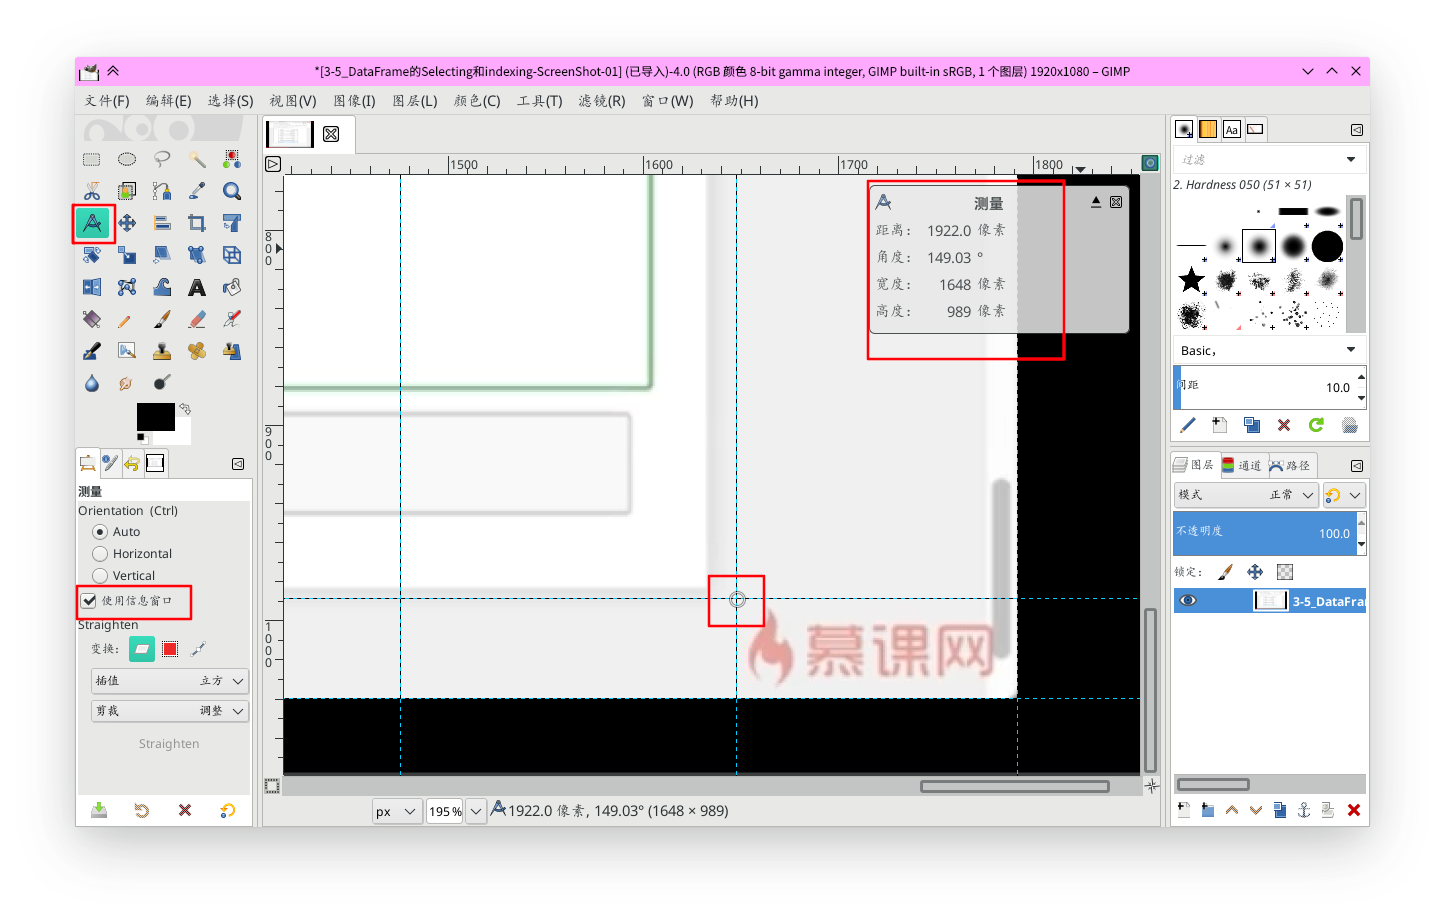 *[3-5_DataFrame的Selecting和indexing-ScreenShot-01] (已导入)-4.0 (RGB 颜色 8-bit gamma integer, GIMP built-in sRGB, 1 个图层) 1920x1080 – GIMP
文件(F) 编辑(E) 选择(S) 视图(V) 图像(I) 图层(L) 颜色(C) 工具(T) 滤镜(R) 窗口(W) 帮助(H)
1500 1600 1700 1800
800
900
1000
测量
距离: 1922.0 像素
角度: 149.03 °
宽度: 1648 像素
高度: 989 像素
慕课网
测量
Orientation (Ctrl)
Auto
Horizontal
Vertical
使用信息窗口
Straighten
变换:
插值 立方
剪裁 调整
Straighten
px 195% 1922.0 像素, 149.03° (1648 × 989)
Aa
过滤
2. Hardness 050 (51 × 51)
Basic,
间距 10.0
图层 通道 路径
模式 正常
不透明度 100.0
锁定:
3-5_DataFra